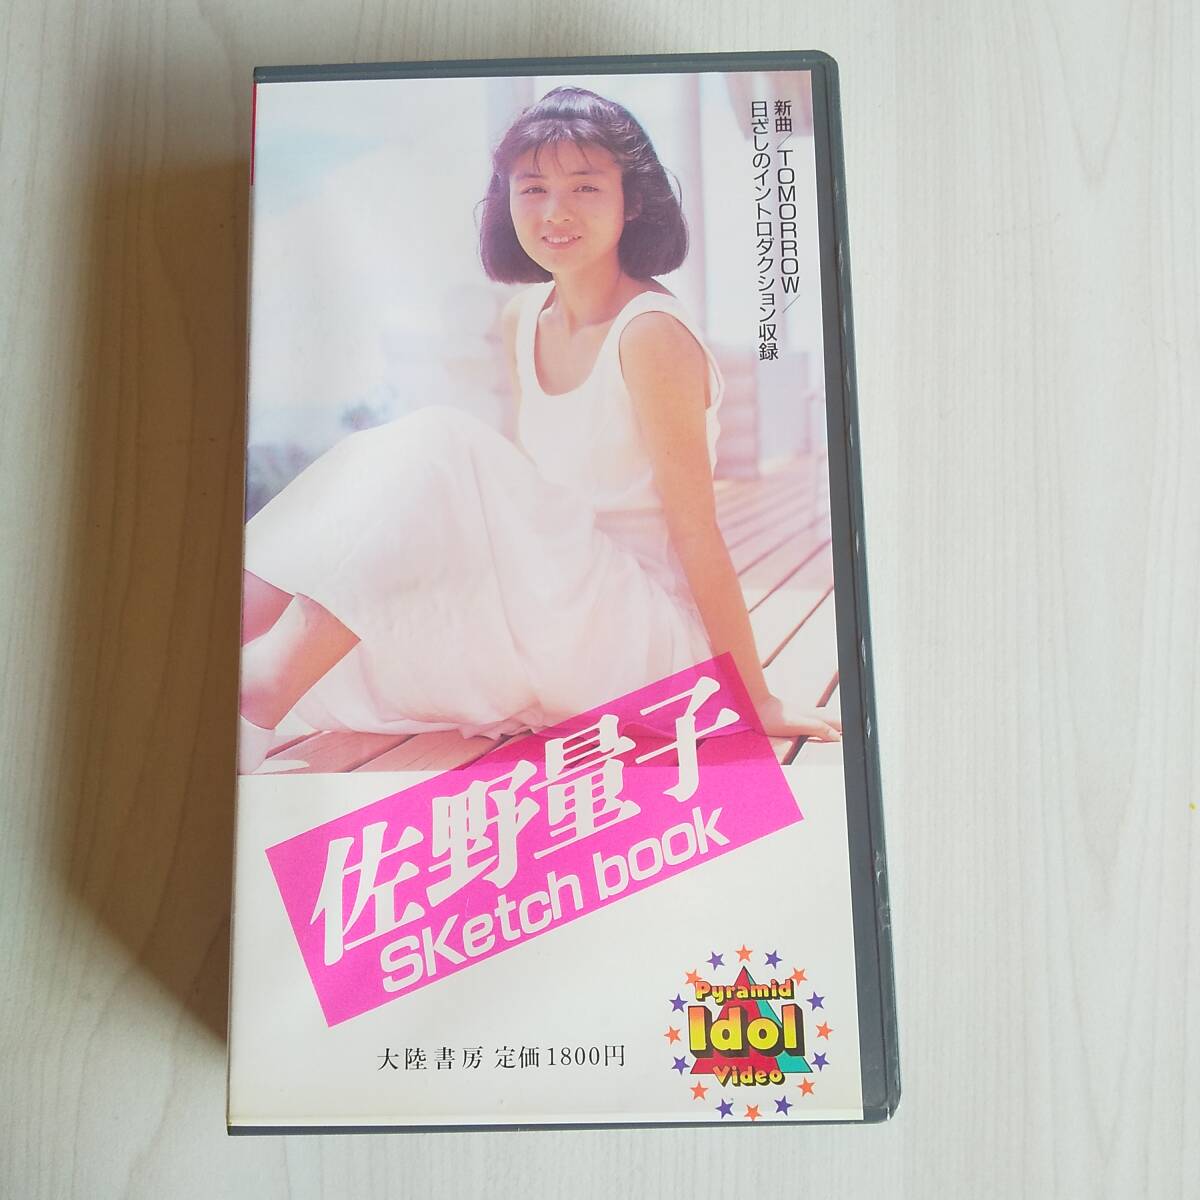 新曲／TOMORROW／
日ざしのイントロダクション収録
佐野量子
SKetch book
大陸書房 定価1800円
Pyramid
Idol
Video